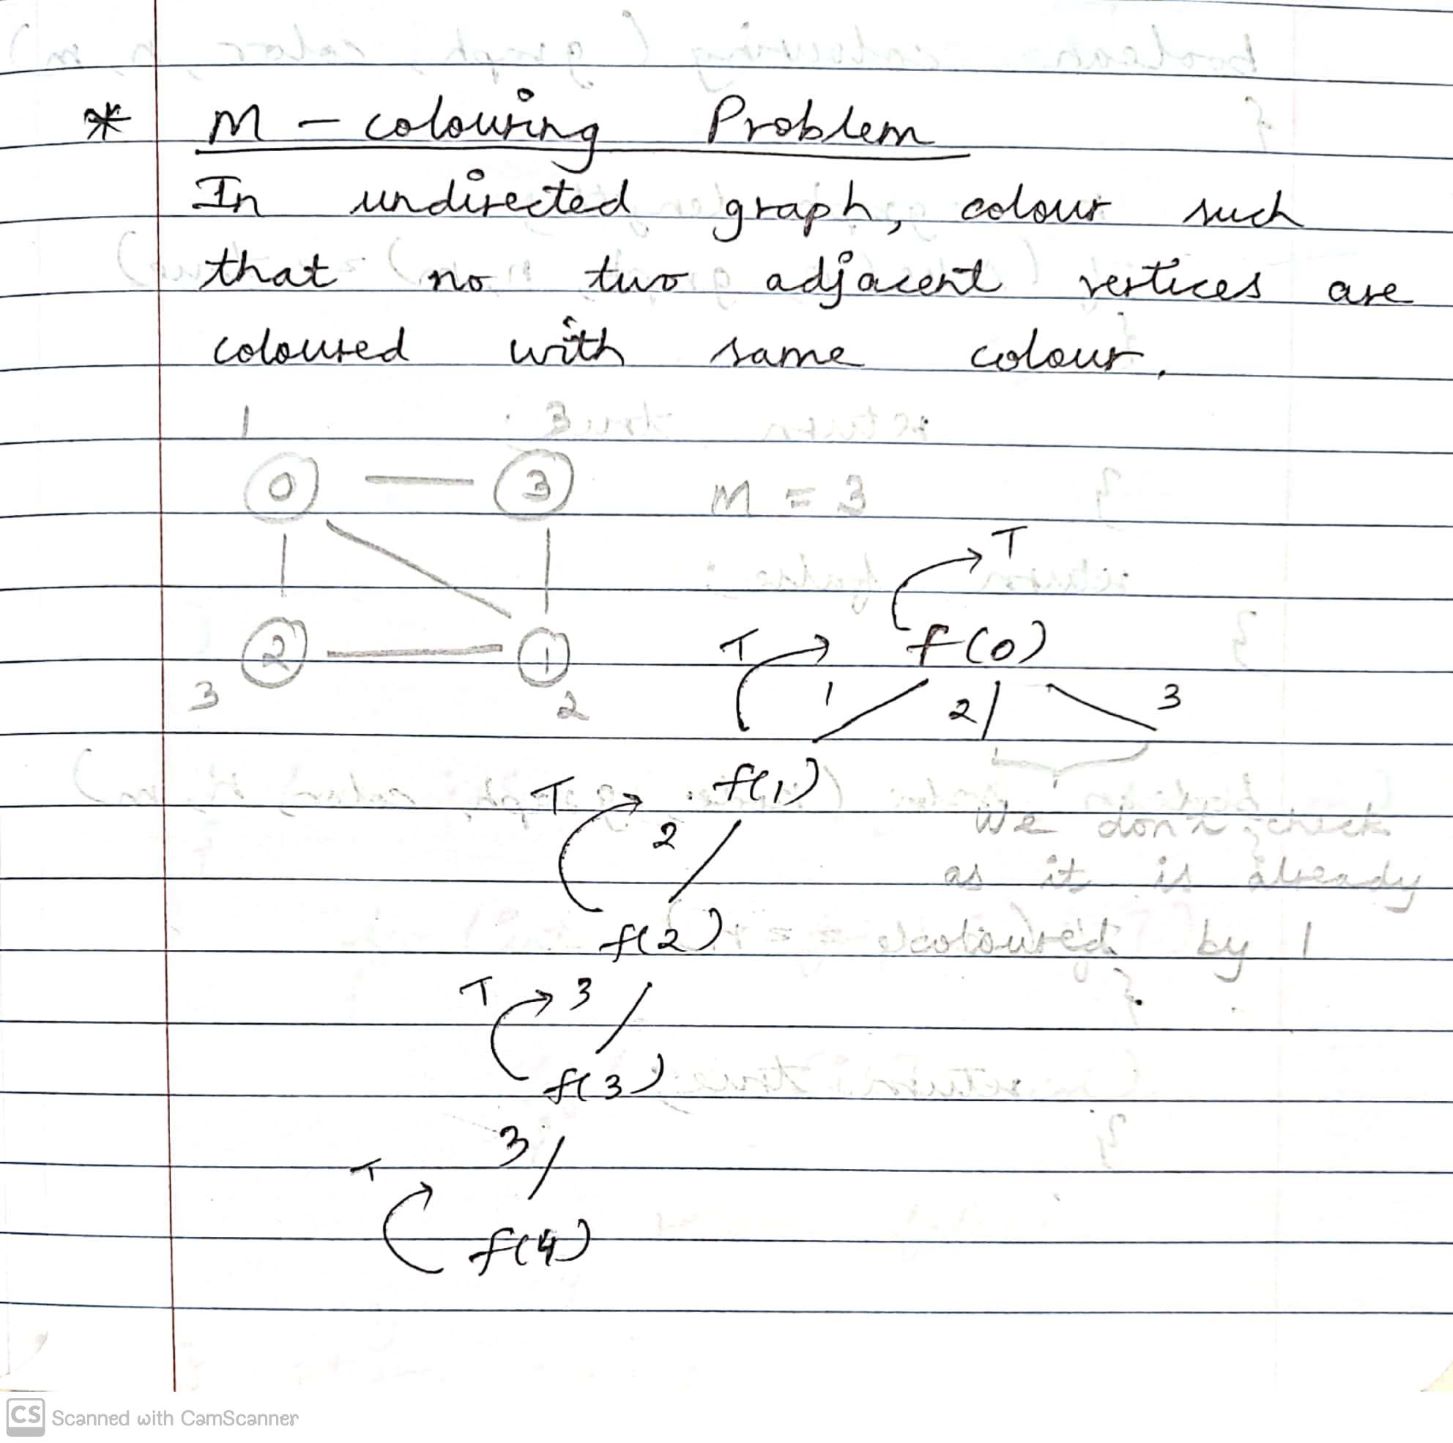 * M - colouring Problem
In undirected graph, colour such
that no two adjacent vertices are
coloured with same colour.
1 3
0 3 M = 3
T
2 1 T f(0)
3 2 1 2 3
T f(1)
2 We don't check
as it is already
f(2) coloured by 1
T 3
f(3)
3
T
f(4)
CS Scanned with CamScanner